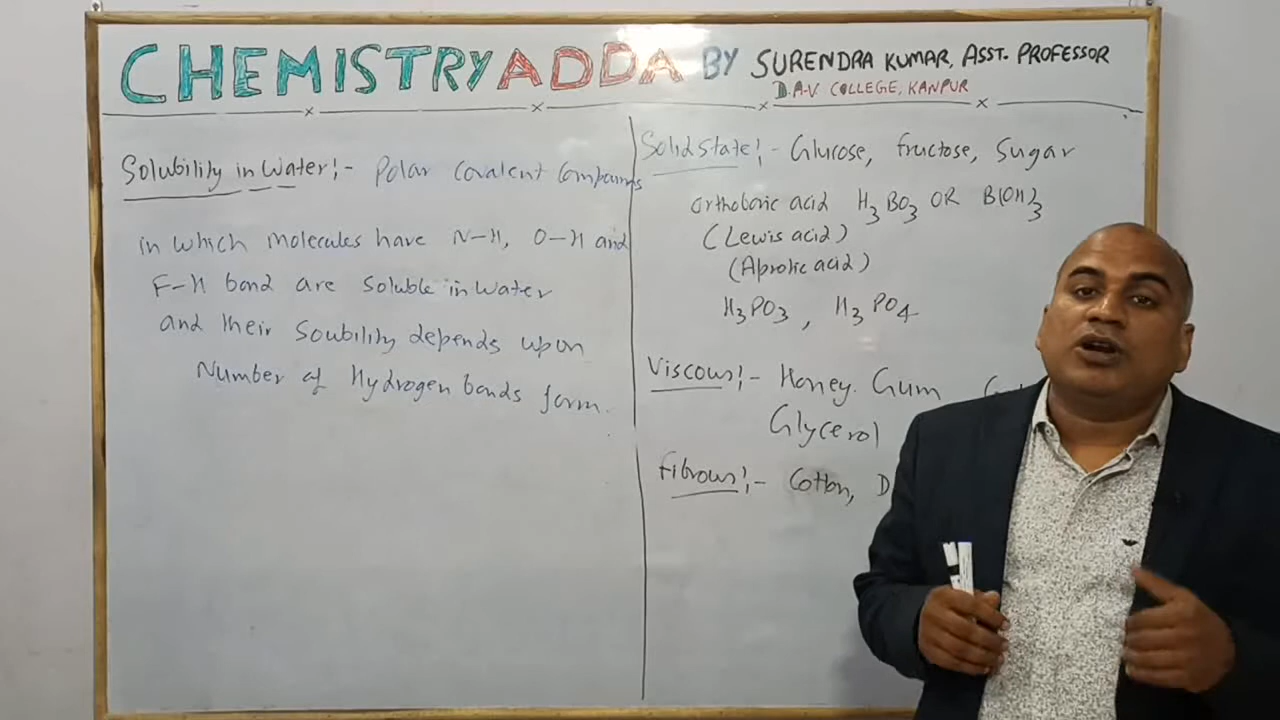 CHEMISTRY ADDA BY SURENDRA KUMAR, ASST. PROFESSOR
D.A-V COLLEGE, KANPUR
Solubility in Water:- Polar Covalent Compounds
in which molecules have N-H, O-H and
F-H bond are soluble in water
and their Soubility depends upon
Number of Hydrogen bonds form.
Solid state:- Glucose, fructose, Sugar
orthoboric acid H₃BO₃ OR B(OH)₃
(Lewis acid)
(Aprotic acid)
H₃PO₃, H₃PO₄
Viscous:- Honey. Gum
Glycerol
Fibrous:- Cotton, D